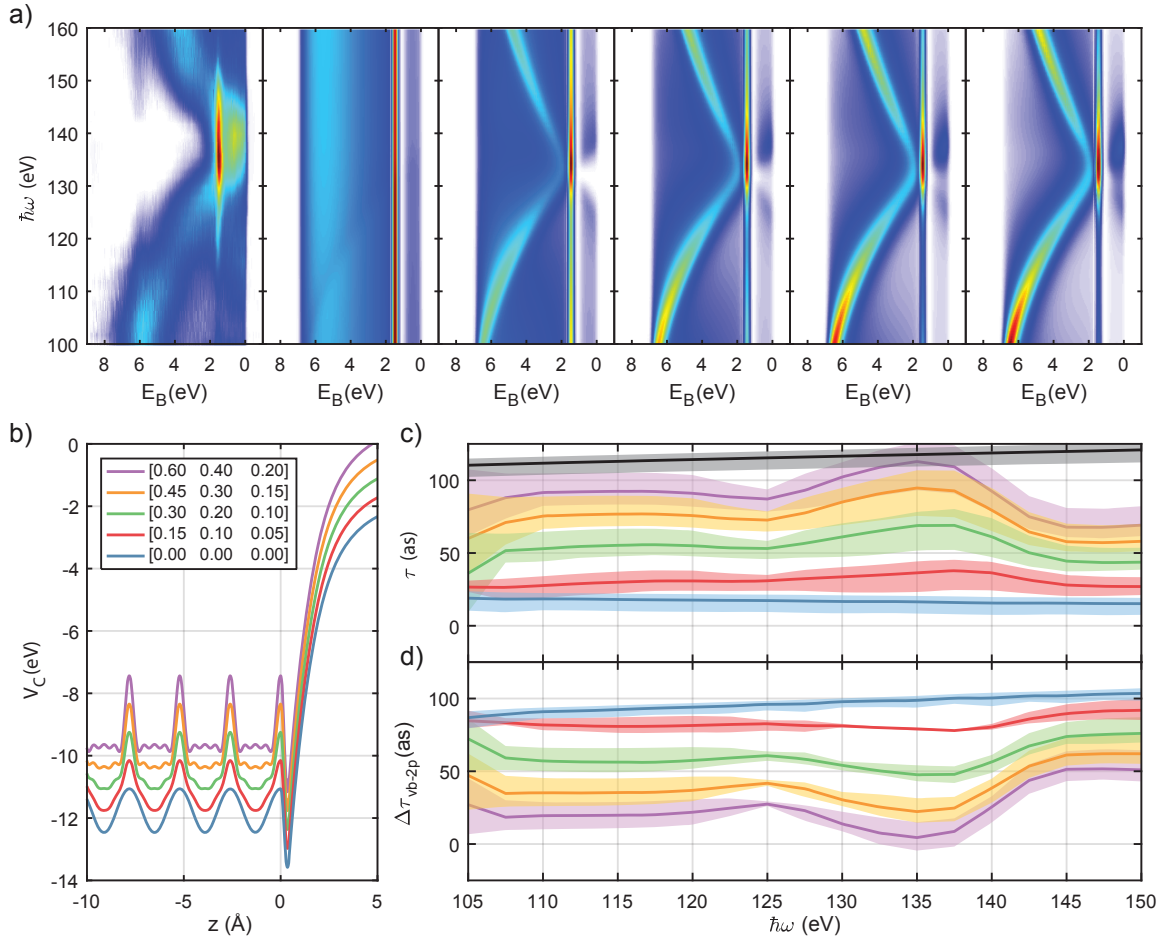 a)
160
150
140
130
120
110
100
ħω (eV)
8 6 4 2 0
8 6 4 2 0
8 6 4 2 0
8 6 4 2 0
8 6 4 2 0
8 6 4 2 0
E_B(eV)
E_B(eV)
E_B(eV)
E_B(eV)
E_B(eV)
E_B(eV)
b)
0
-2
-4
-6
-8
-10
-12
-14
V_C(eV)
[0.60 0.40 0.20]
[0.45 0.30 0.15]
[0.30 0.20 0.10]
[0.15 0.10 0.05]
[0.00 0.00 0.00]
-10 -5 0 5
z (Å)
c)
100
50
0
τ (as)
d)
100
50
0
Δτ_vb-2p(as)
105 110 115 120 125 130 135 140 145 150
ħω (eV)